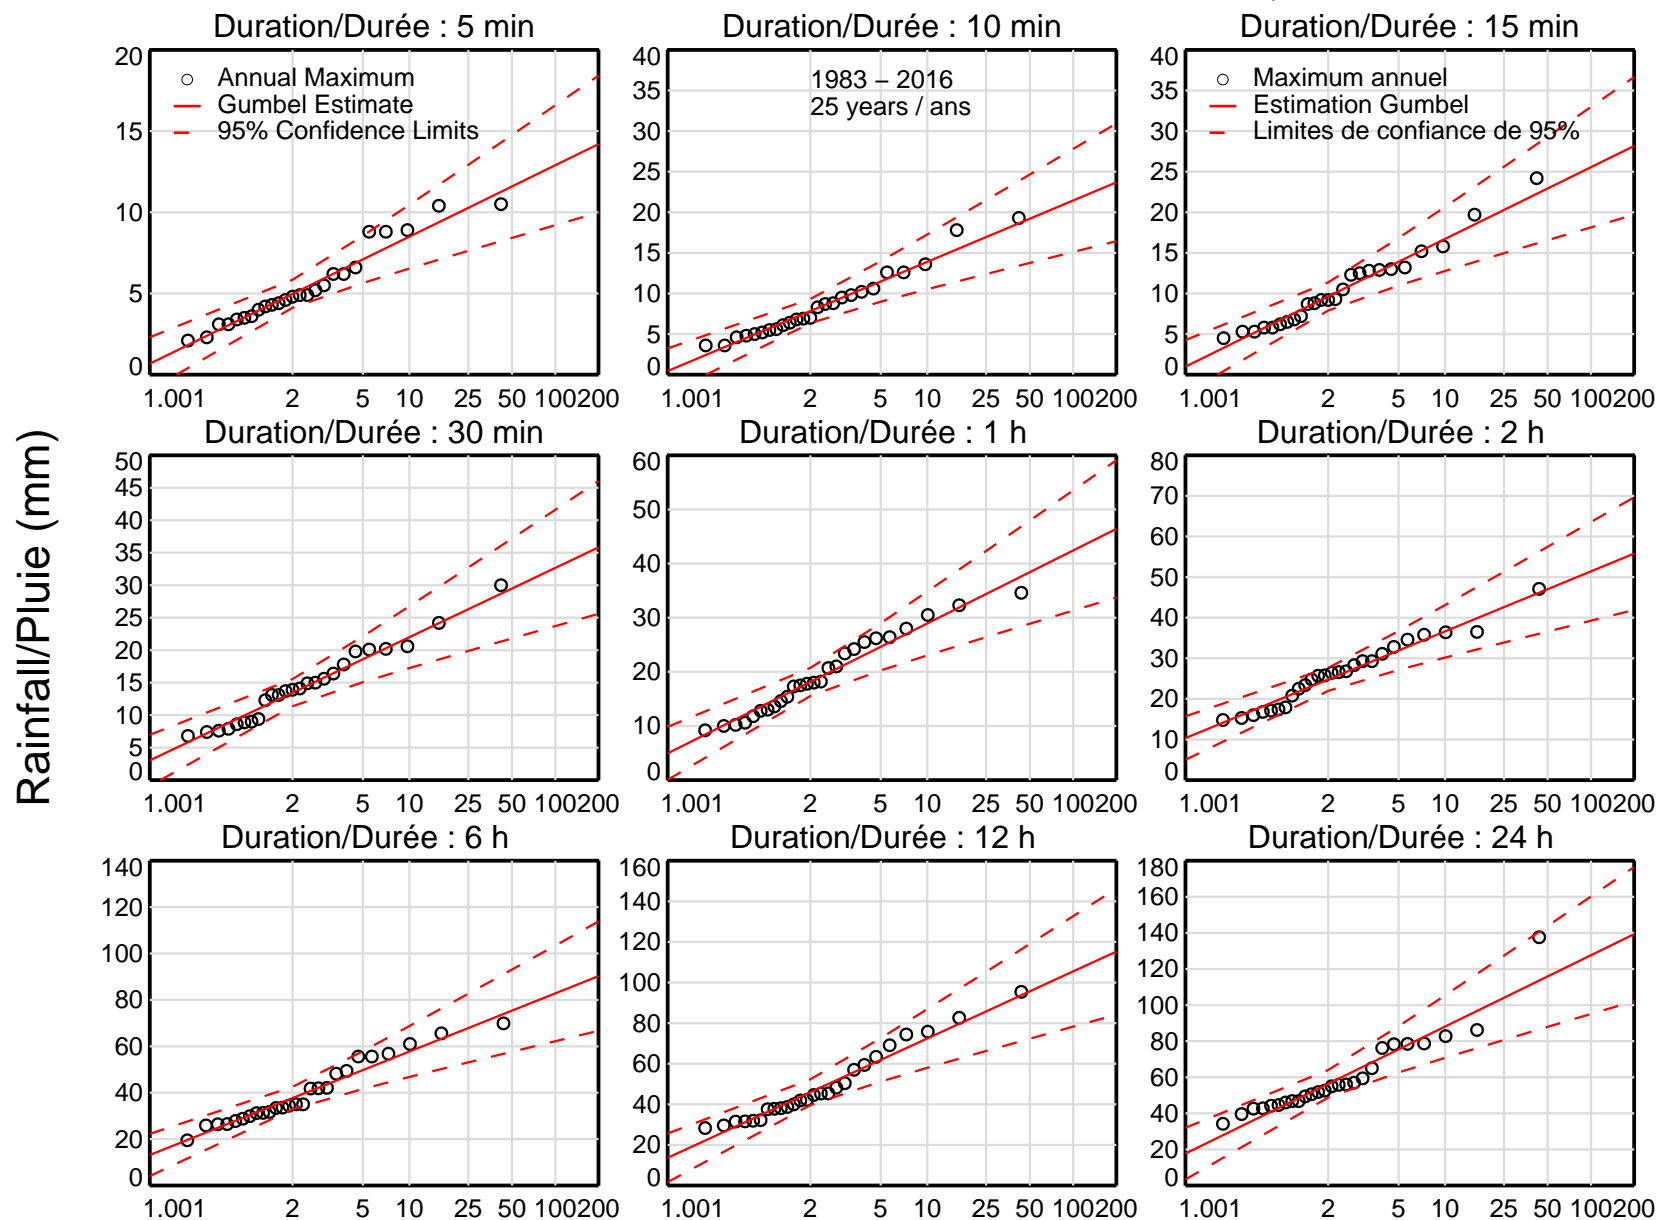 Duration/Durée : 5 min
Duration/Durée : 10 min
Duration/Durée : 15 min
20
15
10
5
0
Annual Maximum
Gumbel Estimate
95% Confidence Limits
1.001 2 5 10 25 50 100 200
40
35
30
25
20
15
10
5
0
1983 – 2016
25 years / ans
1.001 2 5 10 25 50 100 200
40
35
30
25
20
15
10
5
0
Maximum annuel
Estimation Gumbel
Limites de confiance de 95%
1.001 2 5 10 25 50 100 200
Rainfall/Pluie (mm)
Duration/Durée : 30 min
Duration/Durée : 1 h
Duration/Durée : 2 h
50
45
40
35
30
25
20
15
10
5
0
1.001 2 5 10 25 50 100 200
60
50
40
30
20
10
0
1.001 2 5 10 25 50 100 200
80
70
60
50
40
30
20
10
0
1.001 2 5 10 25 50 100 200
Duration/Durée : 6 h
Duration/Durée : 12 h
Duration/Durée : 24 h
140
120
100
80
60
40
20
0
1.001 2 5 10 25 50 100 200
160
140
120
100
80
60
40
20
0
1.001 2 5 10 25 50 100 200
180
160
140
120
100
80
60
40
20
0
1.001 2 5 10 25 50 100 200